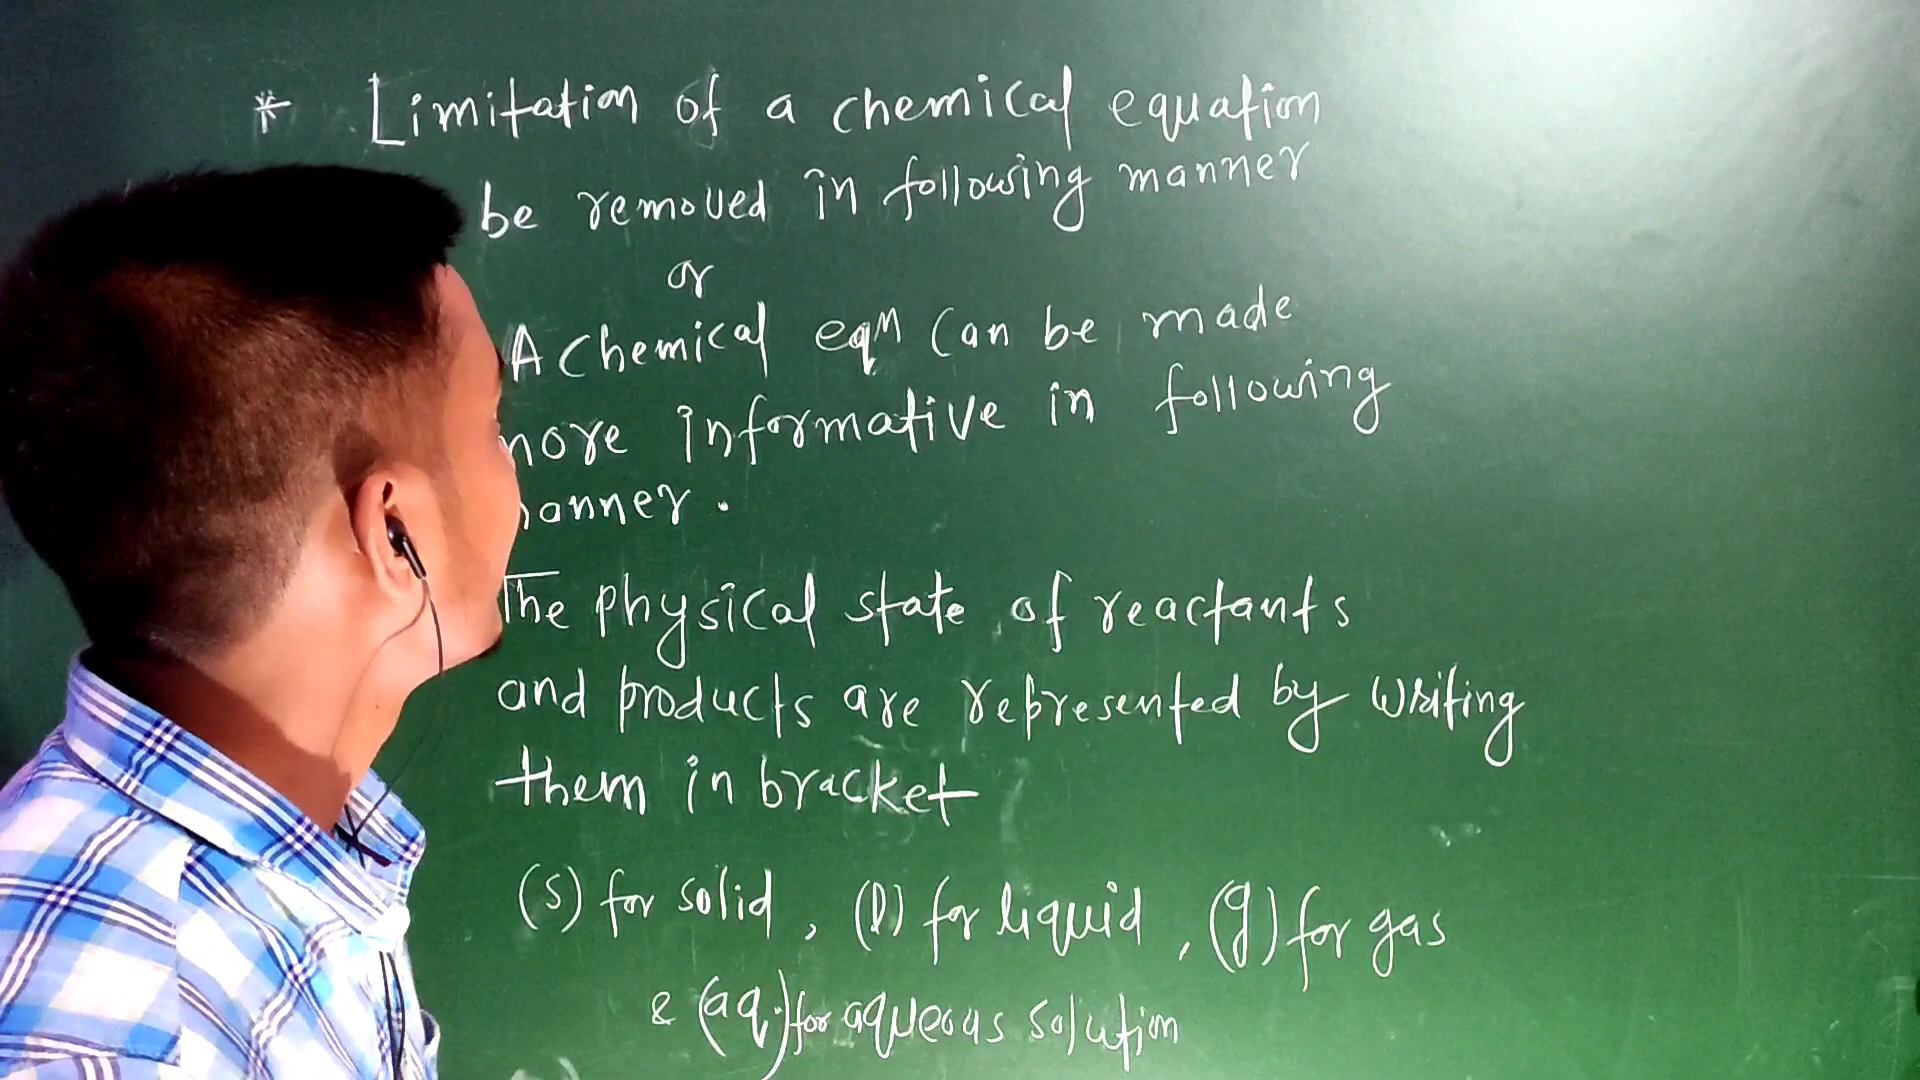 * Limitation of a chemical equation
be removed in following manner
or
A chemical eqn can be made
more informative in following
manner.
The physical state of reactants
and products are represented by writing
them in bracket
(s) for solid, (l) for liquid, (g) for gas
& (aq.) for aqueous solution